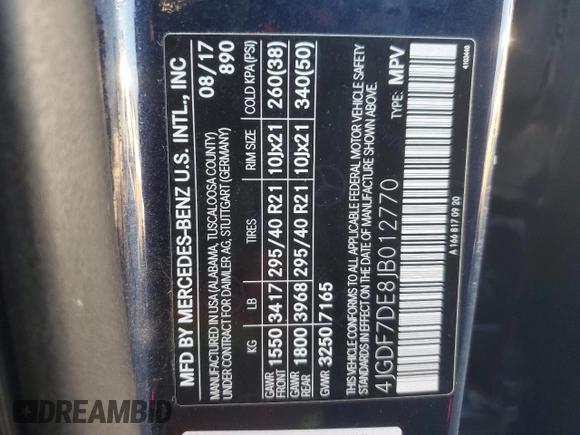 MFD BY MERCEDES-BENZ U.S. INTL., INC
MANUFACTURED IN USA (ALABAMA, TUSCALOOSA COUNTY) 08/17
UNDER CONTRACT FOR DAIMLER AG, STUTTGART (GERMANY) 890
KG LB TIRES RIM SIZE COLD KPA(PSI)
GAWR FRONT 1550 3417 295/40 R21 10Jx21 260(38)
GAWR REAR 1800 3968 295/40 R21 10Jx21 340(50)
GVWR 3250 7165
THIS VEHICLE CONFORMS TO ALL APPLICABLE FEDERAL MOTOR VEHICLE SAFETY
STANDARDS IN EFFECT ON THE DATE OF MANUFACTURE SHOWN ABOVE.
4JGDF7DE8JB012770 TYPE: MPV
A 166 817 09 20
DREAMBID